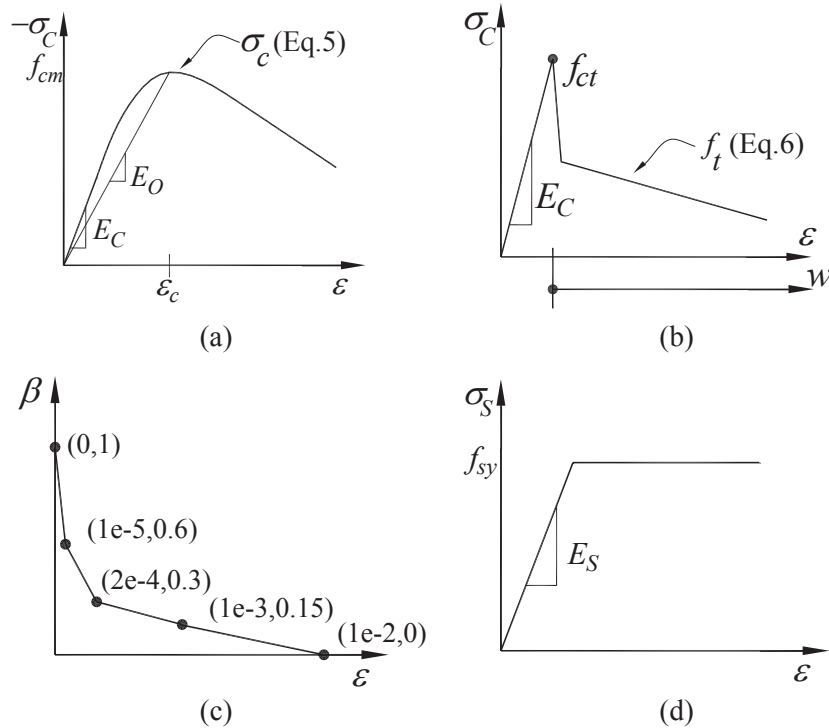 −σC
fcm
σc (Eq.5)
EO
EC
εc
ε
(a)
σC
fct
ft (Eq.6)
EC
ε
w
(b)
β
(0,1)
(1e-5,0.6)
(2e-4,0.3)
(1e-3,0.15)
(1e-2,0)
ε
(c)
σS
fsy
ES
ε
(d)